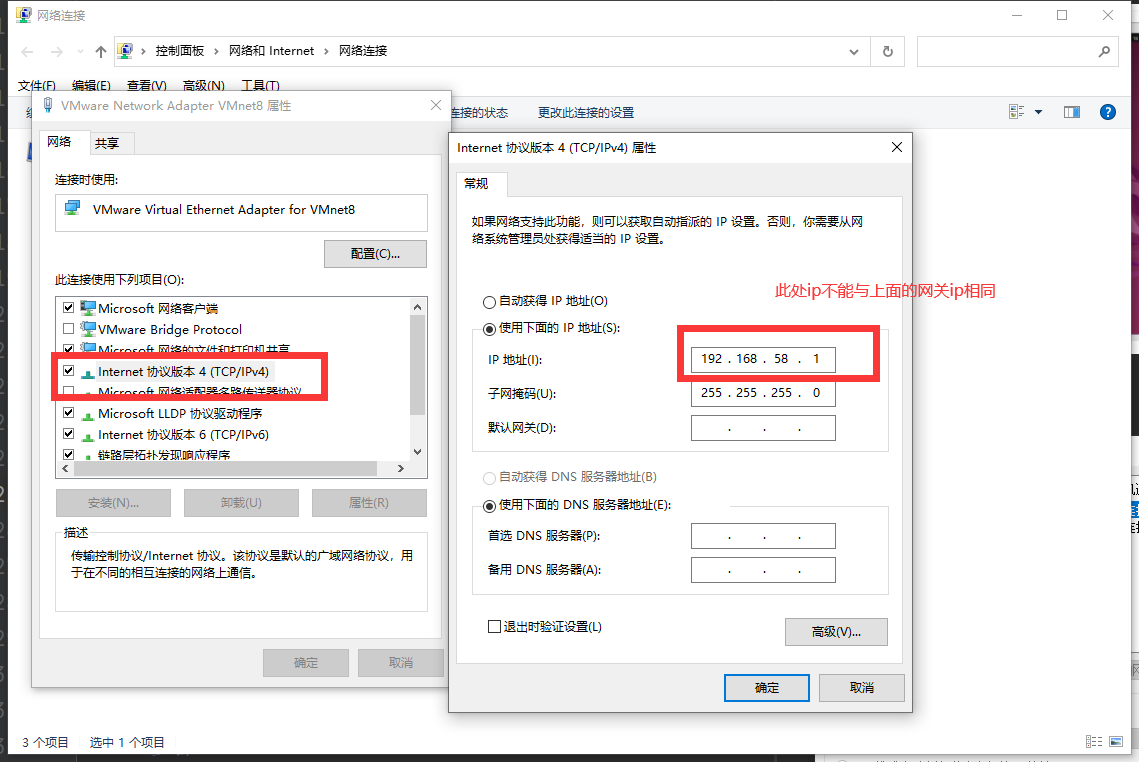 网络连接
控制面板 › 网络和 Internet › 网络连接
文件(F) 编辑(E) 查看(V) 高级(N) 工具(T)
连接的状态 更改此连接的设置
VMware Network Adapter VMnet8 属性
网络 共享
连接时使用:
VMware Virtual Ethernet Adapter for VMnet8
配置(C)...
此连接使用下列项目(O):
Microsoft 网络客户端
VMware Bridge Protocol
Microsoft 网络的文件和打印机共享
Internet 协议版本 4 (TCP/IPv4)
Microsoft 网络适配器多路传送器协议
Microsoft LLDP 协议驱动程序
Internet 协议版本 6 (TCP/IPv6)
链路层拓扑发现响应程序
安装(N)... 卸载(U) 属性(R)
描述
传输控制协议/Internet 协议。该协议是默认的广域网络协议，用
于在不同的相互连接的网络上通信。
确定 取消
Internet 协议版本 4 (TCP/IPv4) 属性
常规
如果网络支持此功能，则可以获取自动指派的 IP 设置。否则，你需要从网
络系统管理员处获得适当的 IP 设置。
此处ip不能与上面的网关ip相同
自动获得 IP 地址(O)
使用下面的 IP 地址(S):
IP 地址(I): 192 . 168 . 58 . 1
子网掩码(U): 255 . 255 . 255 . 0
默认网关(D): . . .
自动获得 DNS 服务器地址(B)
使用下面的 DNS 服务器地址(E):
首选 DNS 服务器(P): . . .
备用 DNS 服务器(A): . . .
退出时验证设置(L)
高级(V)...
确定 取消
3 个项目 选中 1 个项目